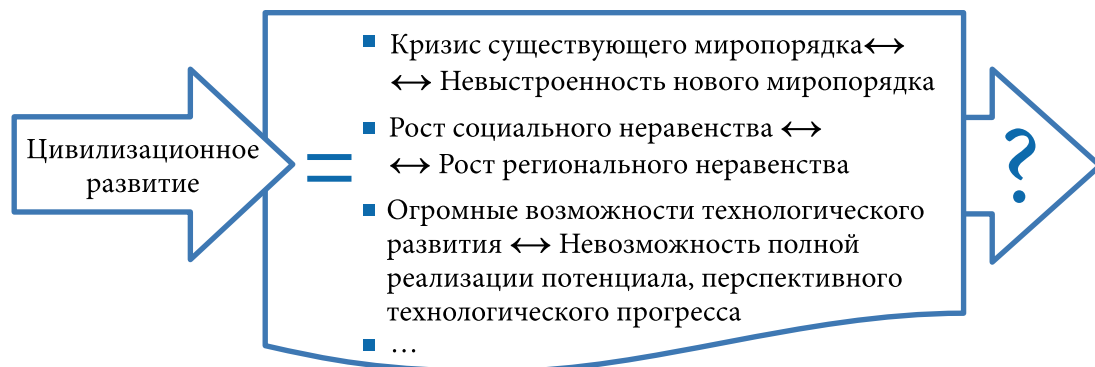 Цивилизационное
развитие
=
▪ Кризис существующего миропорядка↔
↔ Невыстроенность нового миропорядка
▪ Рост социального неравенства ↔
↔ Рост регионального неравенства
▪ Огромные возможности технологического
развития ↔ Невозможность полной
реализации потенциала, перспективного
технологического прогресса
▪ …
?